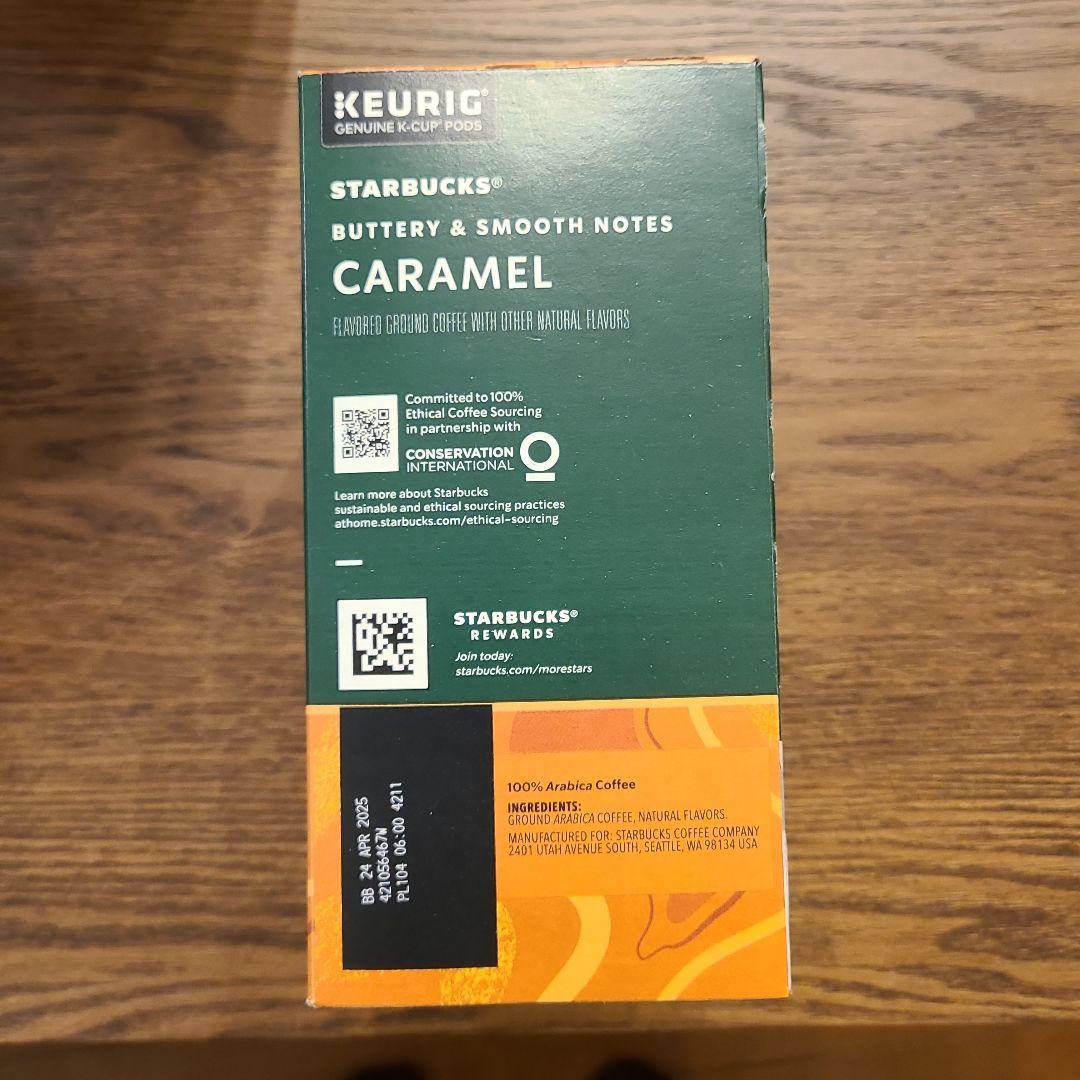 KEURIG®
GENUINE K-CUP® PODS
STARBUCKS®
BUTTERY & SMOOTH NOTES
CARAMEL
FLAVORED GROUND COFFEE WITH OTHER NATURAL FLAVORS
Committed to 100%
Ethical Coffee Sourcing
in partnership with
CONSERVATION
INTERNATIONAL
Learn more about Starbucks
sustainable and ethical sourcing practices
athome.starbucks.com/ethical-sourcing
STARBUCKS®
REWARDS
Join today:
starbucks.com/morestars
BB 24 APR 2025
421056467W
PL104 06:00 4211
100% Arabica Coffee
INGREDIENTS:
GROUND ARABICA COFFEE, NATURAL FLAVORS.
MANUFACTURED FOR: STARBUCKS COFFEE COMPANY
2401 UTAH AVENUE SOUTH, SEATTLE, WA 98134 USA